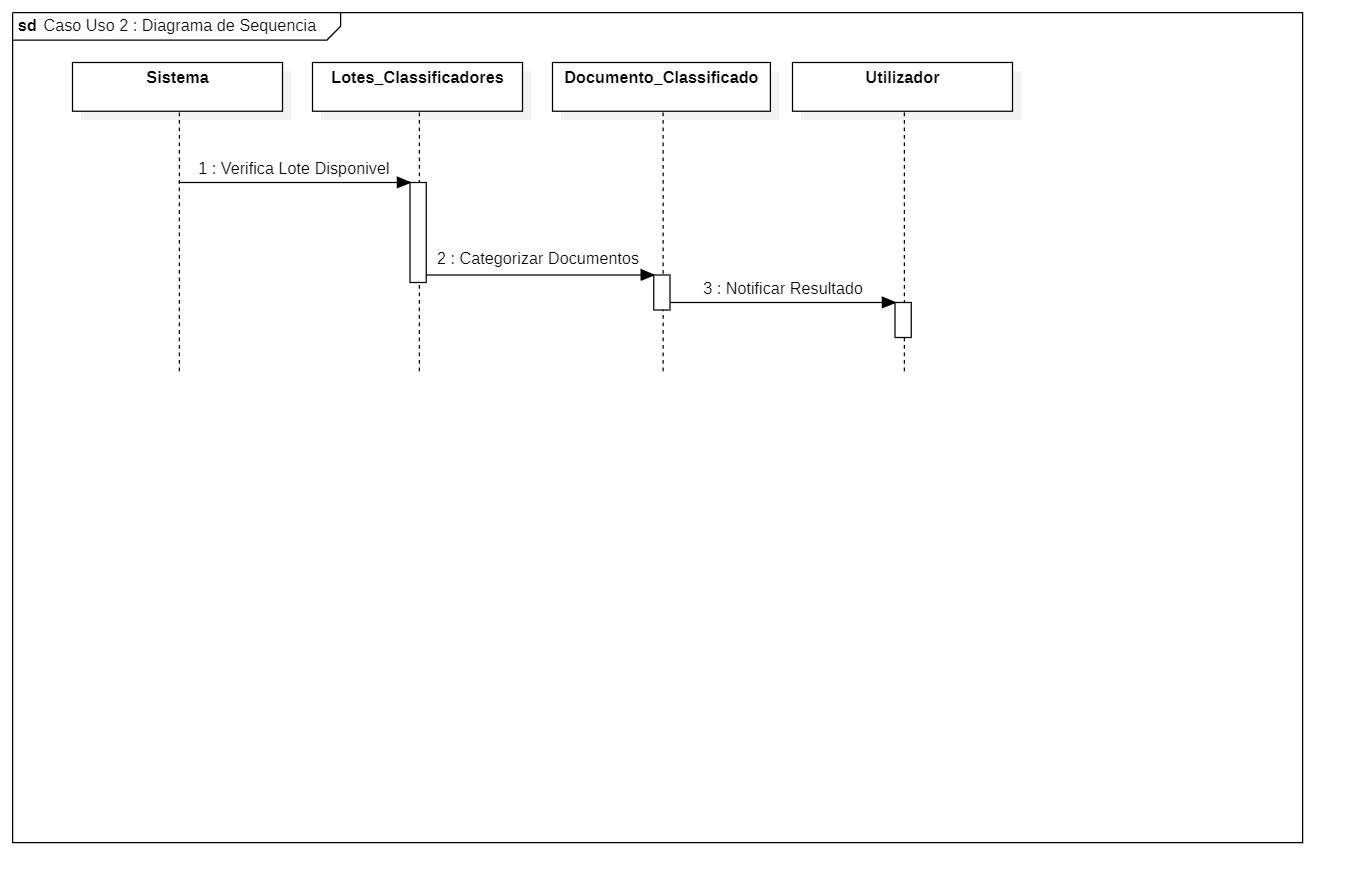 sd Caso Uso 2 : Diagrama de Sequencia
Sistema
Lotes_Classificadores
Documento_Classificado
Utilizador
1 : Verifica Lote Disponivel
2 : Categorizar Documentos
3 : Notificar Resultado